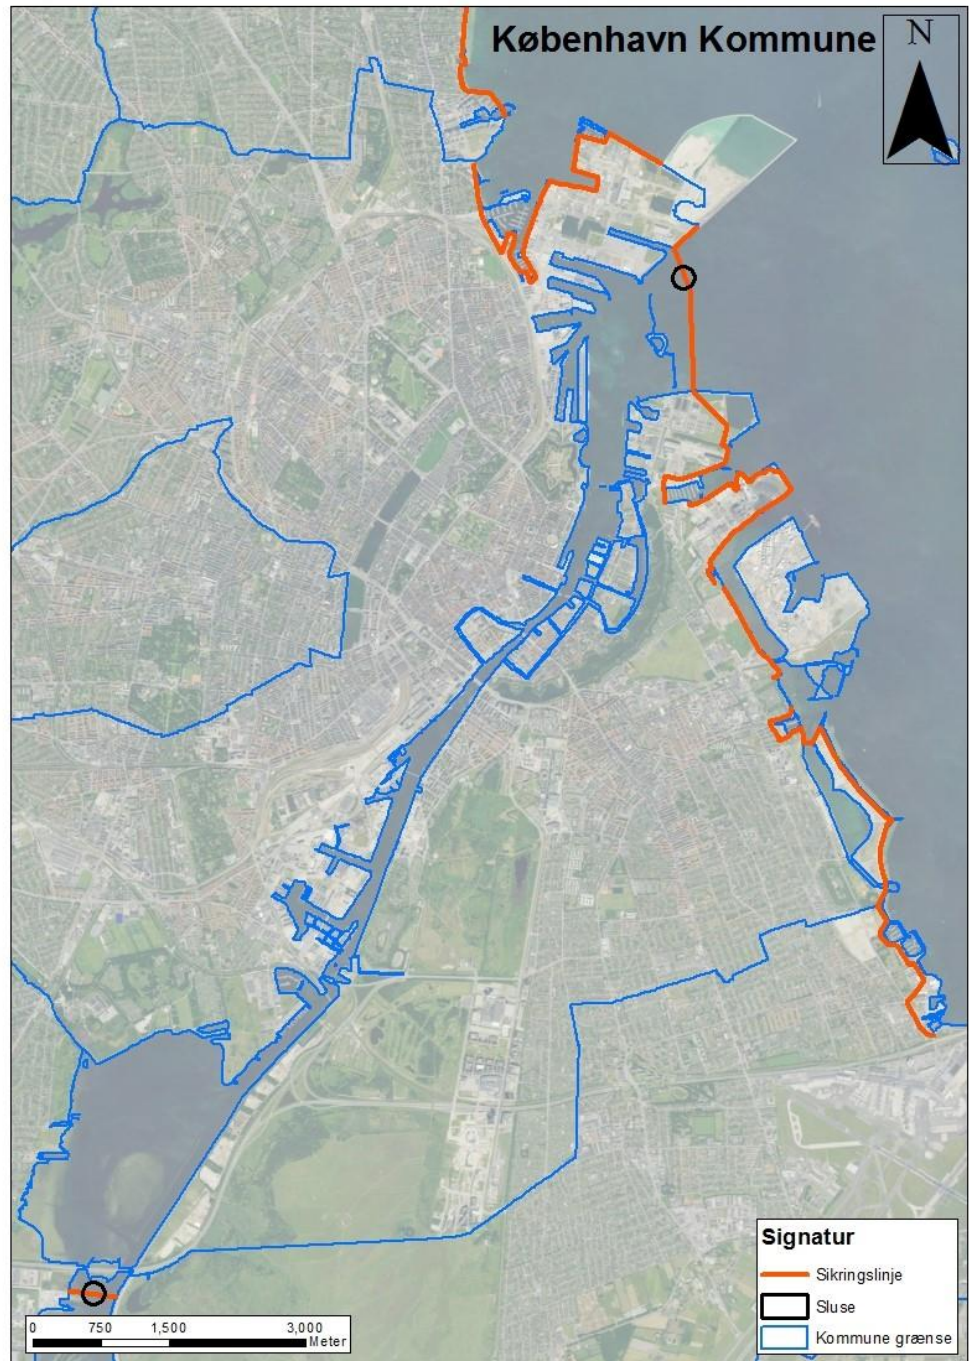 København Kommune
N
Signatur
Sikringslinje
Sluse
Kommune grænse
0 750 1,500 3,000
Meter